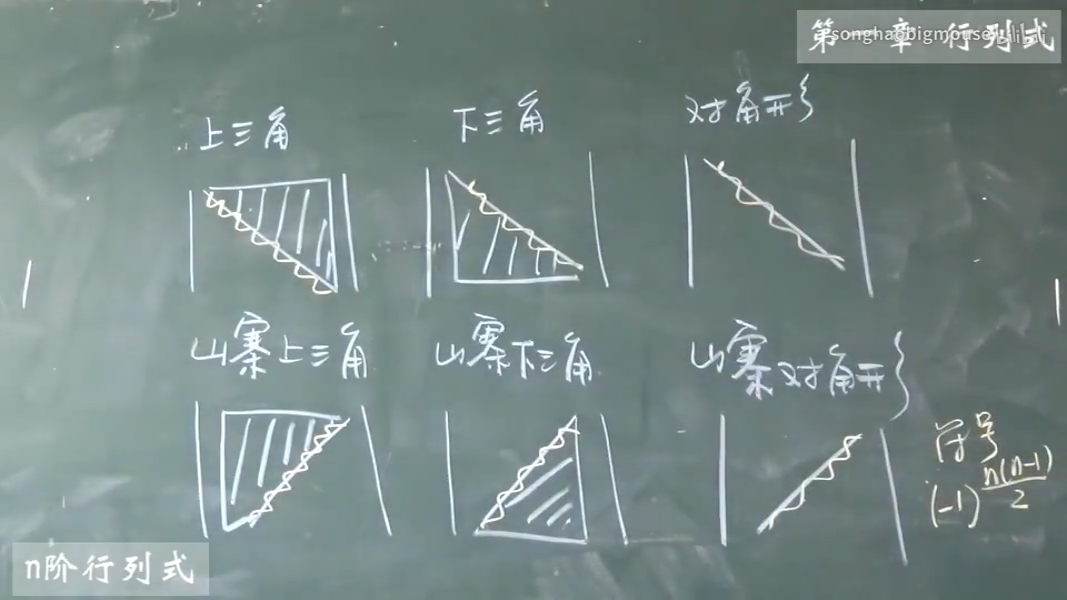 第一章 行列式
songhaobigmouse
上三角
下三角
对角形
山寨上三角
山寨下三角
山寨对角形
符号
(-1)^{\frac{n(n-1)}{2}}
n阶行列式